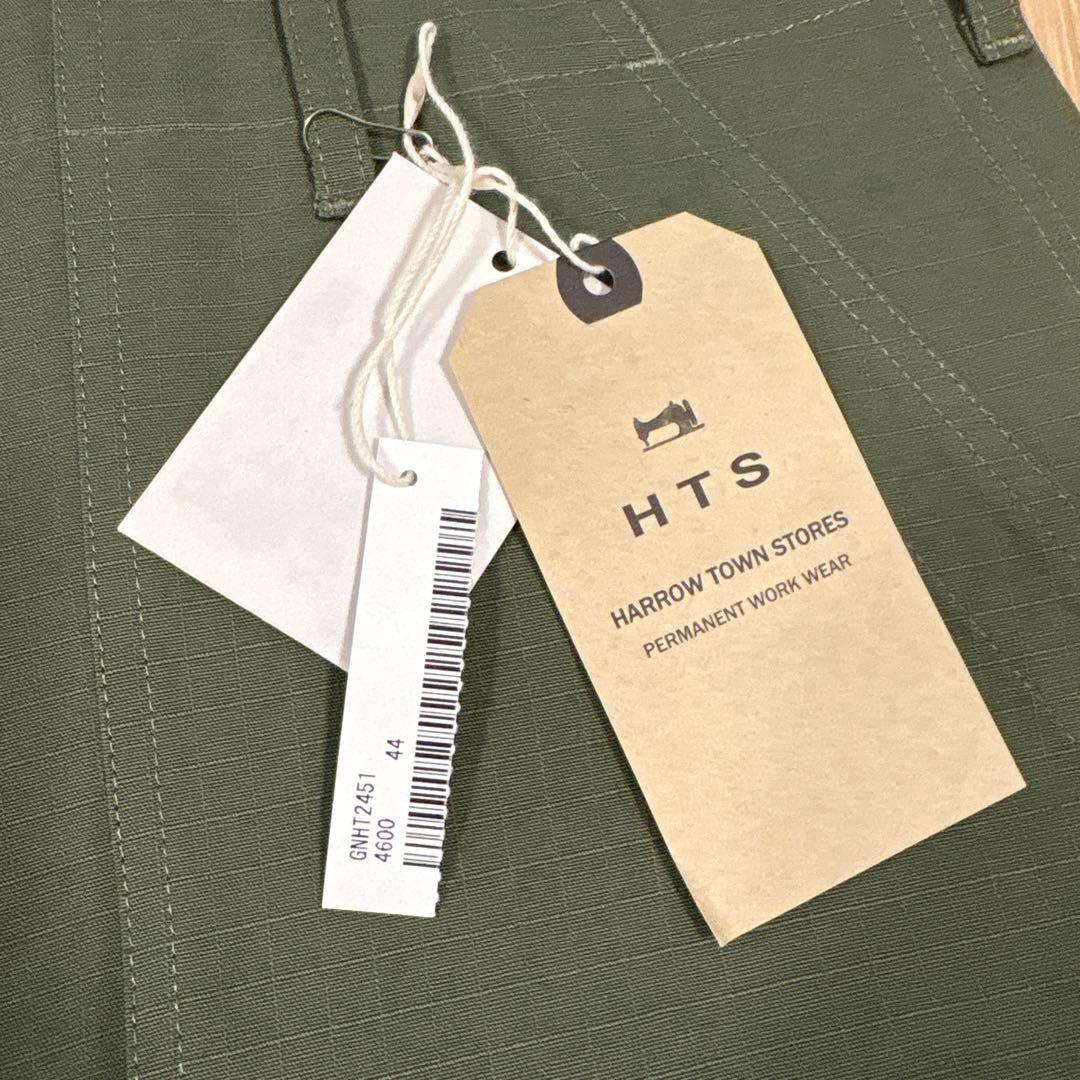 HTS
HARROW TOWN STORES
PERMANENT WORK WEAR
GNHT2451
4600 44